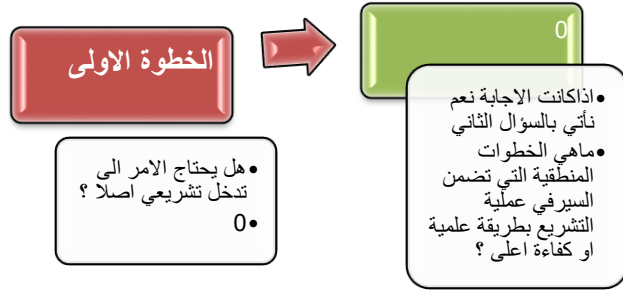 الخطوة الاولى
•هل يحتاج الامر الى
تدخل تشريعي اصلا ؟
•0
0
•اذاكانت الاجابة نعم
نأتي بالسؤال الثاني
•ماهي الخطوات
المنطقية التي تضمن
السيرفي عملية
التشريع بطريقة علمية
او كفاءة اعلى ؟